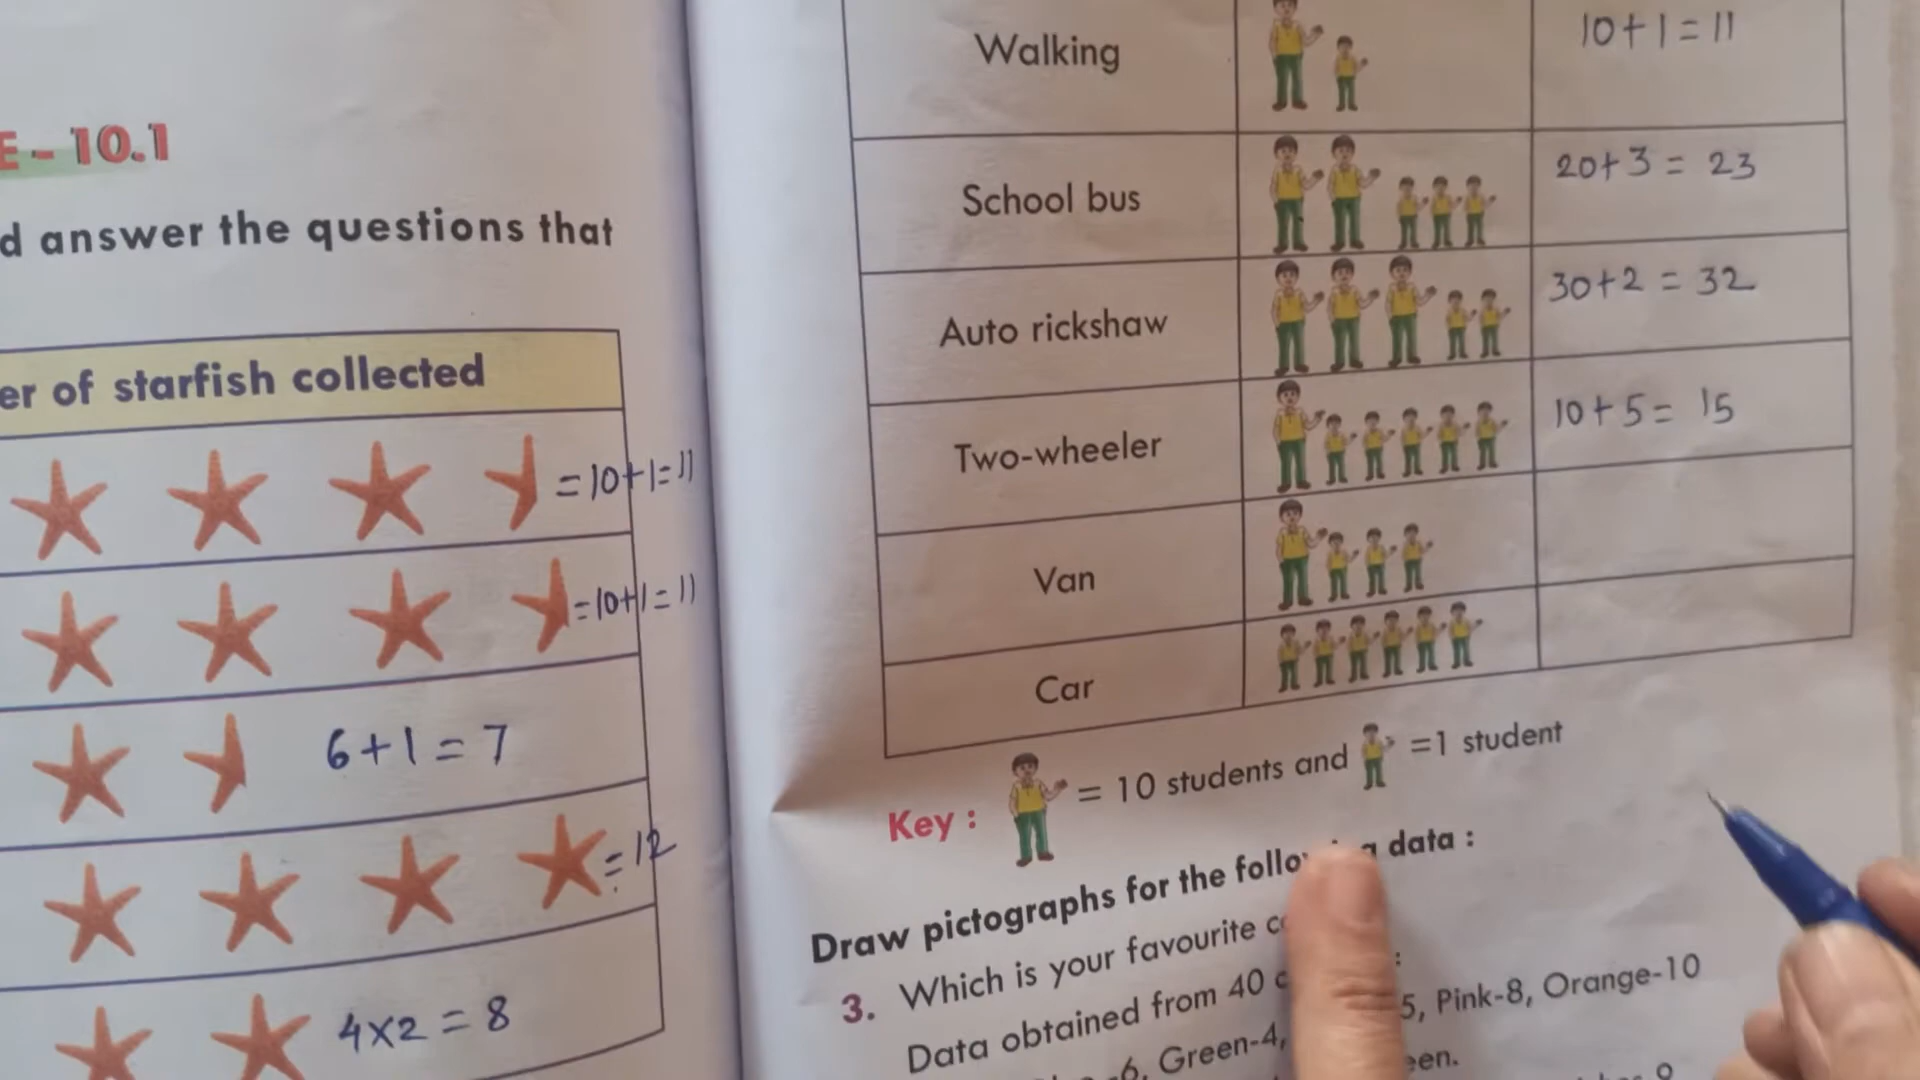 E - 10.1
d answer the questions that
er of starfish collected
= 10+1 = 11
= 10+1 = 11
6+1 = 7
= 12
4×2 = 8
Walking 10+1 = 11
School bus 20+3 = 23
Auto rickshaw 30+2 = 32
Two-wheeler 10+5 = 15
Van
Car
Key : = 10 students and =1 student
Draw pictographs for the following data :
3. Which is your favourite :
Data obtained from 40 5, Pink-8, Orange-10
-6, Green-4, een.